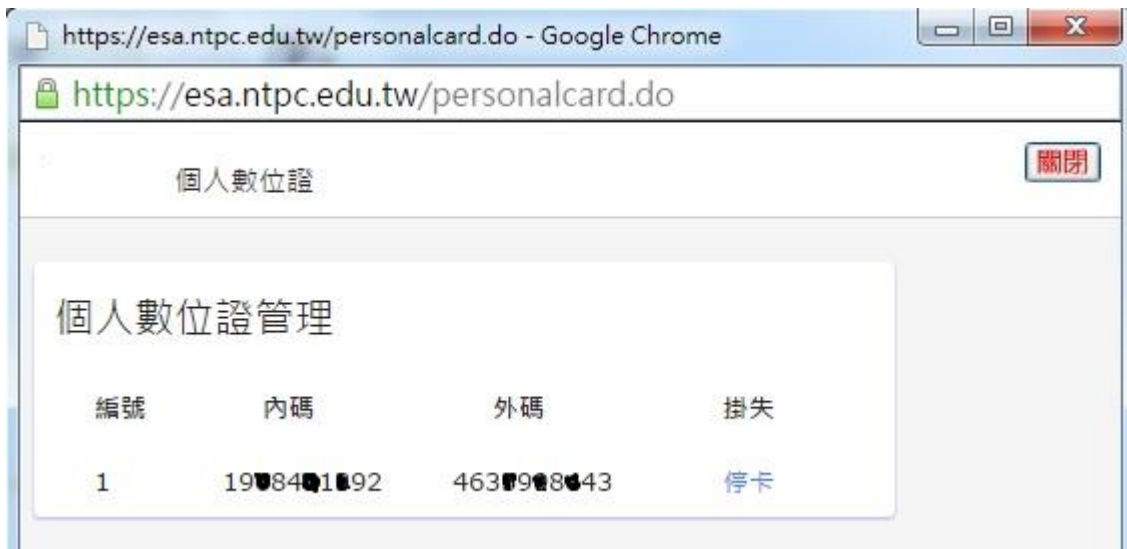 https://esa.ntpc.edu.tw/personalcard.do - Google Chrome
https://esa.ntpc.edu.tw/personalcard.do
個人數位證 關閉
個人數位證管理
編號 內碼 外碼 掛失
1 停卡